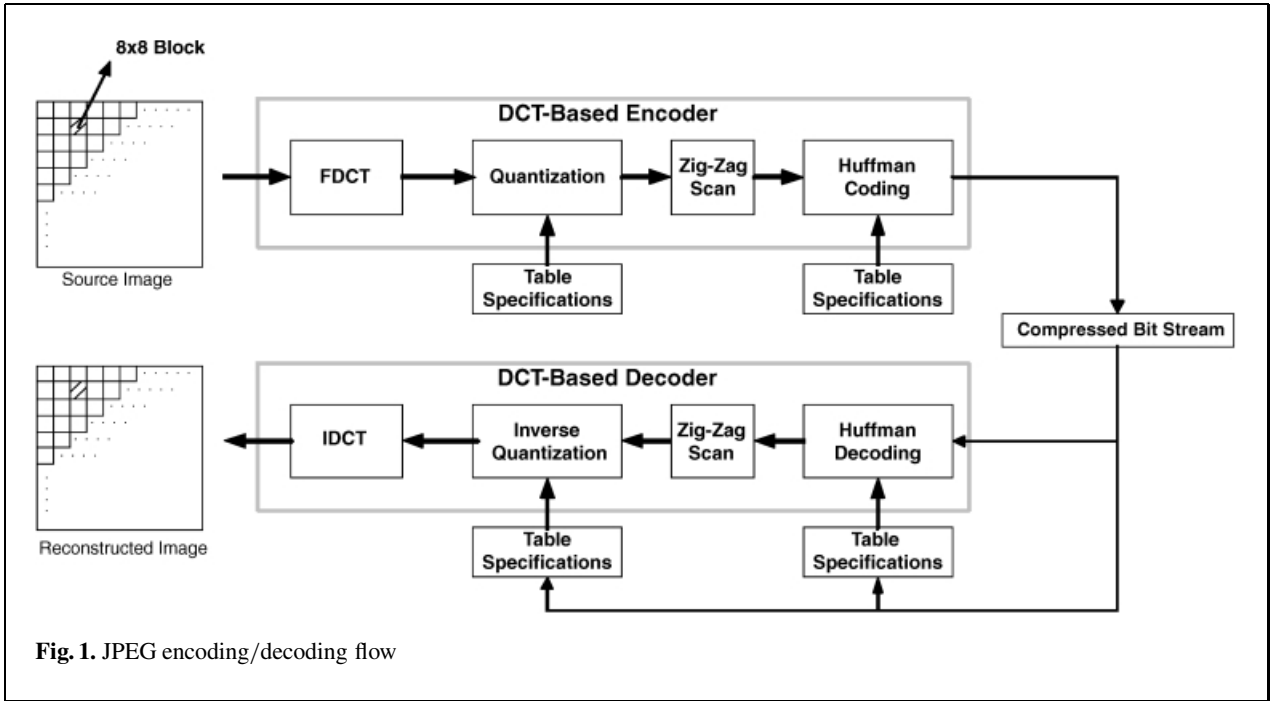 8x8 Block
DCT-Based Encoder
FDCT
Quantization
Zig-Zag
Scan
Huffman
Coding
Source Image
Table
Specifications
Table
Specifications
Compressed Bit Stream
DCT-Based Decoder
IDCT
Inverse
Quantization
Zig-Zag
Scan
Huffman
Decoding
Reconstructed Image
Table
Specifications
Table
Specifications
Fig. 1. JPEG encoding/decoding flow